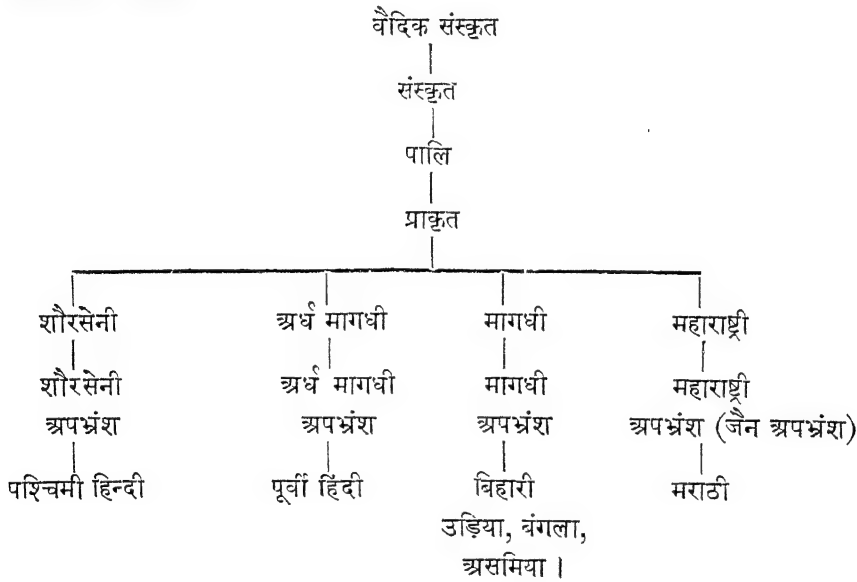 वैदिक संस्कृत
संस्कृत
पालि
प्राकृत
शौरसेनी अर्ध मागधी मागधी महाराष्ट्री
शौरसेनी अर्ध मागधी मागधी महाराष्ट्री
अपभ्रंश अपभ्रंश अपभ्रंश अपभ्रंश (जैन अपभ्रंश)
पश्चिमी हिन्दी पूर्वी हिंदी बिहारी मराठी
उड़िया, बंगला,
असमिया ।